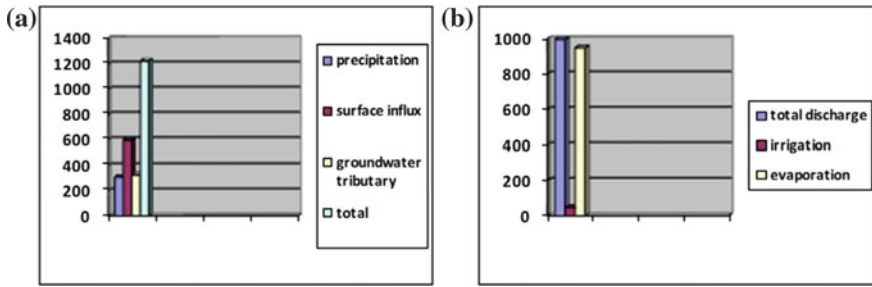 (a)
1400
1200
1000
800
600
400
200
0
precipitation
surface influx
groundwater
tributary
total
(b)
1000
800
600
400
200
0
total discharge
irrigation
evaporation